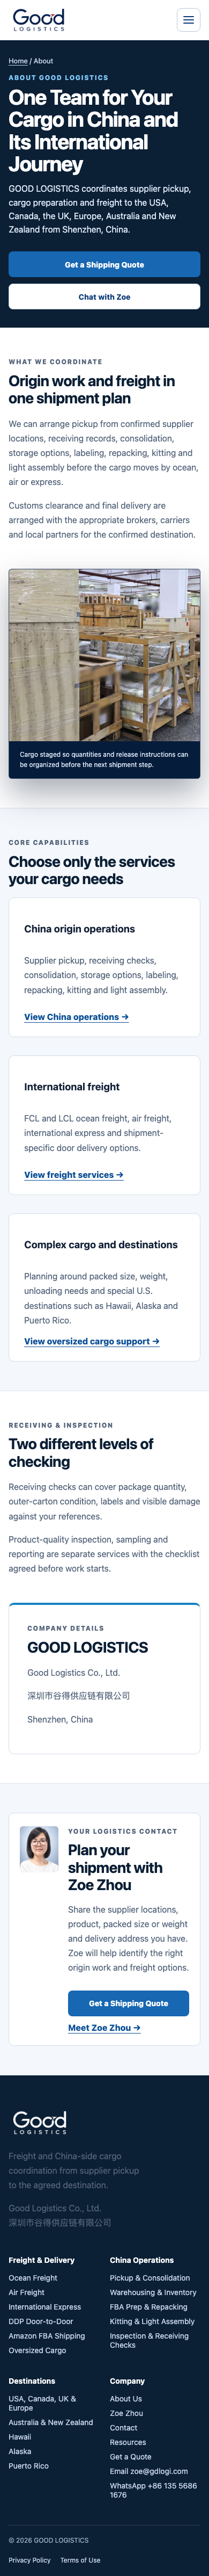 Good
LOGISTICS
Home / About
ABOUT GOOD LOGISTICS
One Team for Your
Cargo in China and
Its International
Journey
GOOD LOGISTICS coordinates supplier pickup,
cargo preparation and freight to the USA,
Canada, the UK, Europe, Australia and New
Zealand from Shenzhen, China.
Get a Shipping Quote
Chat with Zoe
WHAT WE COORDINATE
Origin work and freight in
one shipment plan
We can arrange pickup from confirmed supplier
locations, receiving records, consolidation,
storage options, labeling, repacking, kitting and
light assembly before the cargo moves by ocean,
air or express.
Customs clearance and final delivery are
arranged with the appropriate brokers, carriers
and local partners for the confirmed destination.
Cargo staged so quantities and release instructions can
be organized before the next shipment step.
CORE CAPABILITIES
Choose only the services
your cargo needs
China origin operations
Supplier pickup, receiving checks,
consolidation, storage options, labeling,
repacking, kitting and light assembly.
View China operations →
International freight
FCL and LCL ocean freight, air freight,
international express and shipment-
specific door delivery options.
View freight services →
Complex cargo and destinations
Planning around packed size, weight,
unloading needs and special U.S.
destinations such as Hawaii, Alaska and
Puerto Rico.
View oversized cargo support →
RECEIVING & INSPECTION
Two different levels of
checking
Receiving checks can cover package quantity,
outer-carton condition, labels and visible damage
against your references.
Product-quality inspection, sampling and
reporting are separate services with the checklist
agreed before work starts.
COMPANY DETAILS
GOOD LOGISTICS
Good Logistics Co., Ltd.
深圳市谷得供应链有限公司
Shenzhen, China
YOUR LOGISTICS CONTACT
Plan your
shipment with
Zoe Zhou
Share the supplier locations,
product, packed size or weight
and delivery address you have.
Zoe will help identify the right
origin work and freight options.
Get a Shipping Quote
Meet Zoe Zhou →
Good
LOGISTICS
Freight and China-side cargo
coordination from supplier pickup
to the agreed destination.
Good Logistics Co., Ltd.
深圳市谷得供应链有限公司
Freight & Delivery
Ocean Freight
Air Freight
International Express
DDP Door-to-Door
Amazon FBA Shipping
Oversized Cargo
China Operations
Pickup & Consolidation
Warehousing & Inventory
FBA Prep & Repacking
Kitting & Light Assembly
Inspection & Receiving
Checks
Destinations
USA, Canada, UK &
Europe
Australia & New Zealand
Hawaii
Alaska
Puerto Rico
Company
About Us
Zoe Zhou
Contact
Resources
Get a Quote
Email zoe@gdlogi.com
WhatsApp +86 135 5686
1676
© 2026 GOOD LOGISTICS
Privacy Policy
Terms of Use